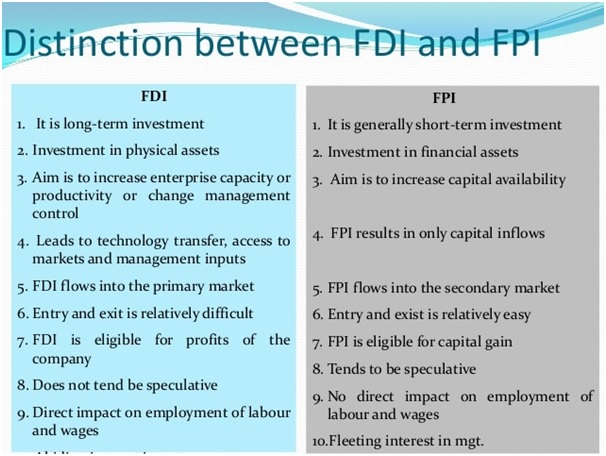 Distinction between FDI and FPI
FDI
1. It is long-term investment
2. Investment in physical assets
3. Aim is to increase enterprise capacity or
productivity or change management
control
4. Leads to technology transfer, access to
markets and management inputs
5. FDI flows into the primary market
6. Entry and exit is relatively difficult
7. FDI is eligible for profits of the
company
8. Does not tend be speculative
9. Direct impact on employment of labour
and wages
FPI
1. It is generally short-term investment
2. Investment in financial assets
3. Aim is to increase capital availability
4. FPI results in only capital inflows
5. FPI flows into the secondary market
6. Entry and exist is relatively easy
7. FPI is eligible for capital gain
8. Tends to be speculative
9. No direct impact on employment of
labour and wages
10.Fleeting interest in mgt.